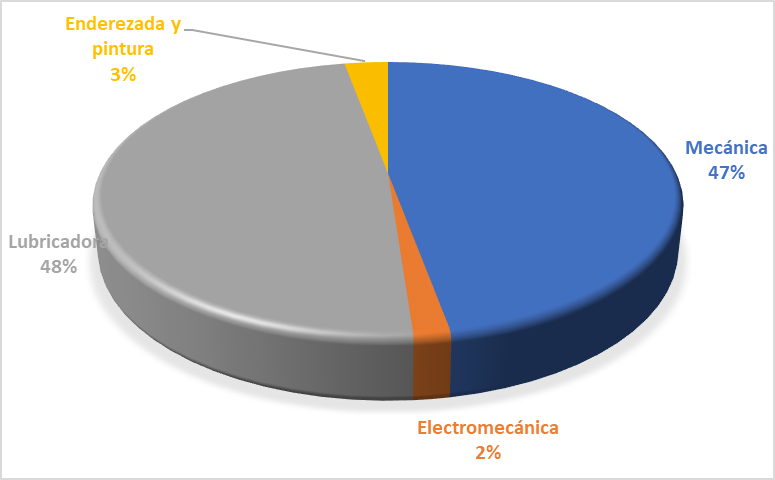 Enderezada y
pintura
3%
Mecánica
47%
Lubricadora
48%
Electromecánica
2%